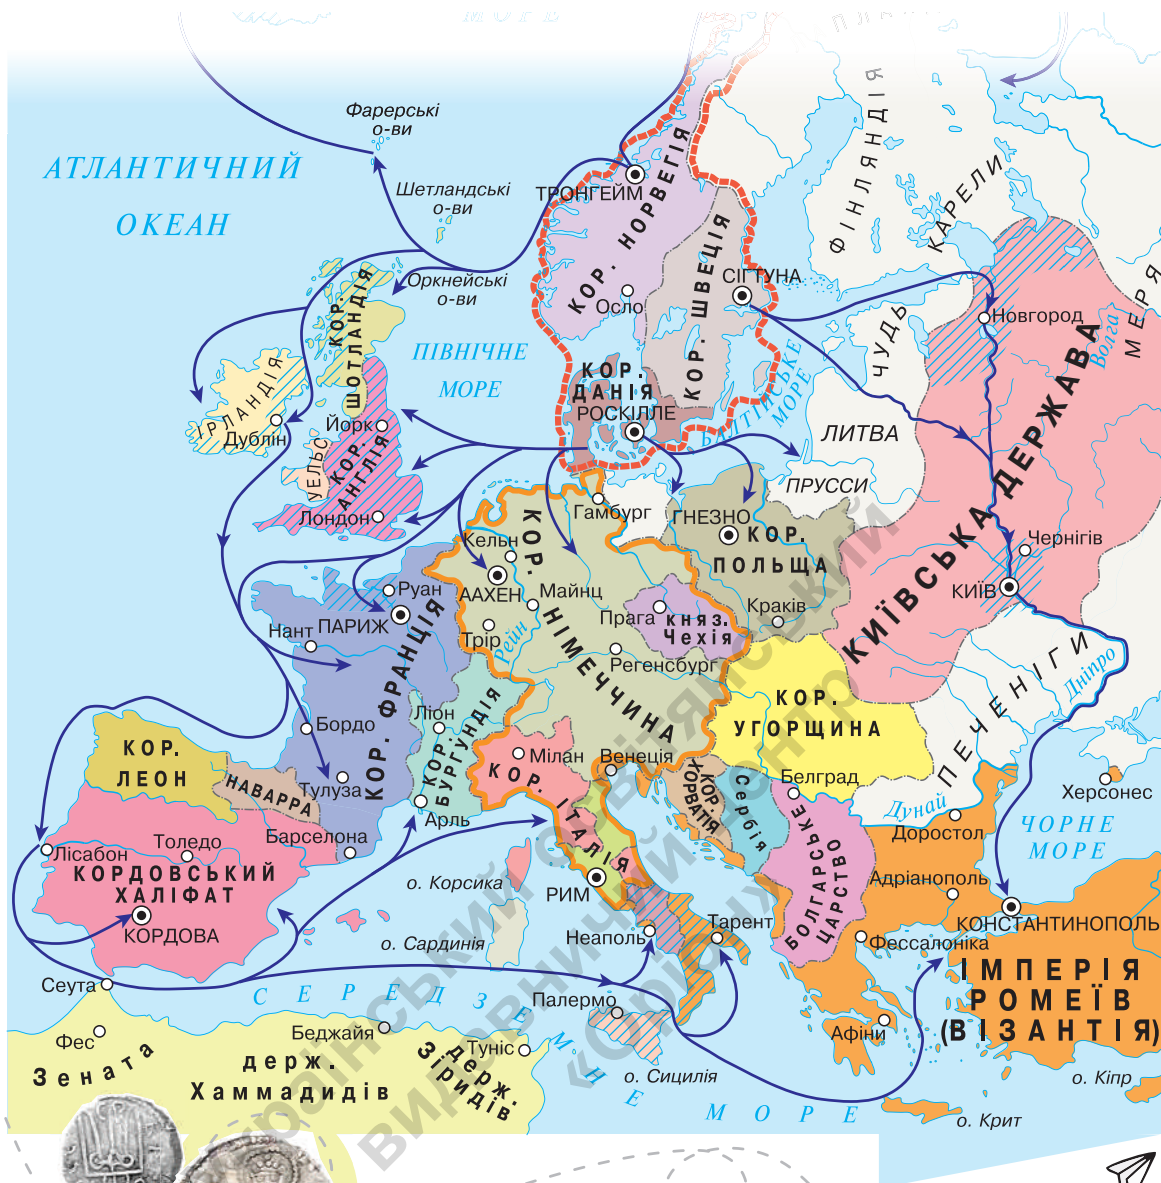 МОРЕ
Фарерські
о-ви
АТЛАНТИЧНИЙ
ОКЕАН
Шетландські
о-ви
Оркнейські
о-ви
ТРОНГЕЙМ
КОР. НОРВЕГІЯ
КОР. ШВЕЦІЯ
СІГТУНА
Осло
ФІНЛЯНДІЯ
КАРЕЛИ
МЕРЯ
Волга
Новгород
ЧУДЬ
КОР.
ШОТЛАНДІЯ
ПІВНІЧНЕ
МОРЕ
КОР.
ДАНІЯ
РОСКІЛЛЕ
БАЛТІЙСЬКЕ
МОРЕ
ЛИТВА
ПРУССИ
ІРЛАНДІЯ
Дублін
Йорк
УЕЛЬС
КОР.
АНГЛІЯ
Лондон
Гамбург
ГНЕЗНО
КОР.
ПОЛЬЩА
Краків
КИЇВСЬКА ДЕРЖАВА
Чернігів
КИЇВ
Кельн
ААХЕН
Майнц
Трір
Рейн
КОР. НІМЕЧЧИНА
Прага
княз.
Чехія
Регенсбург
Руан
ПАРИЖ
Нант
КОР. ФРАНЦІЯ
Бордо
Тулуза
Ліон
КОР.
БУРГУНДІЯ
Арль
Мілан
Венеція
КОР. ІТАЛІЯ
КОР.
УГОРЩИНА
ПЕЧЕНІГИ
Дніпро
Дунай
КОР.
ХОРВАТІЯ
Сербія
Белград
БОЛГАРСЬКЕ
ЦАРСТВО
Доростол
Херсонес
ЧОРНЕ
МОРЕ
Адріанополь
КОНСТАНТИНОПОЛЬ
Фессалоніка
ІМПЕРІЯ
РОМЕЇВ
(ВІЗАНТІЯ)
Афіни
КОР.
ЛЕОН
НАВАРРА
Барселона
Лісабон
Толедо
КОРДОВСЬКИЙ
ХАЛІФАТ
КОРДОВА
о. Корсика
о. Сардинія
РИМ
Неаполь
Тарент
Палермо
о. Сицилія
Сеута
СЕРЕДЗЕМНЕ МОРЕ
Фес
Зената
Беджайя
держ.
Хаммадидів
Туніс
держ.
Зіридів
о. Крит
о. Кіпр
український освітянський
видавничий центр
«Оріон»